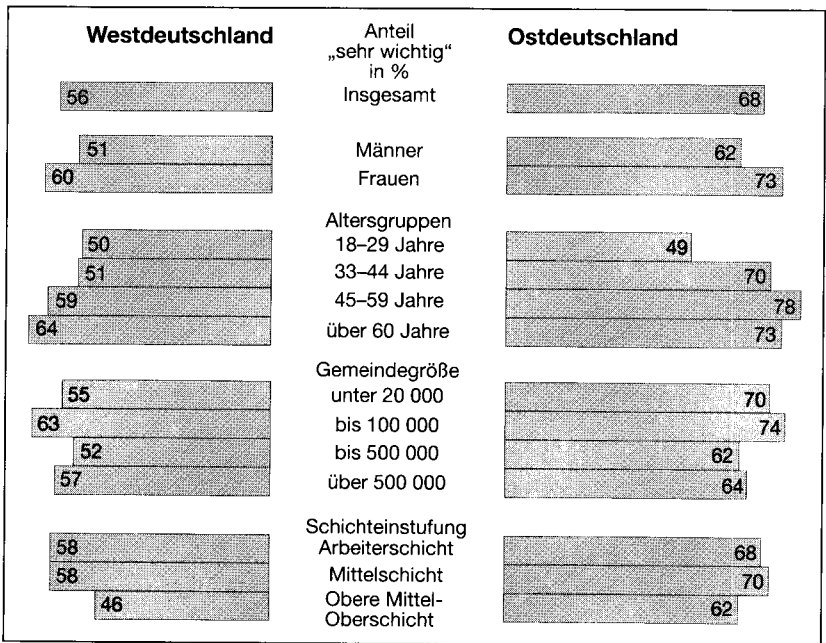 Westdeutschland Anteil Ostdeutschland
„sehr wichtig“
in %
56 Insgesamt 68
51 Männer 62
60 Frauen 73
Altersgruppen
50 18–29 Jahre 49
51 33–44 Jahre 70
59 45–59 Jahre 78
64 über 60 Jahre 73
Gemeindegröße
55 unter 20 000 70
63 bis 100 000 74
52 bis 500 000 62
57 über 500 000 64
Schichteinstufung
58 Arbeiterschicht 68
58 Mittelschicht 70
46 Obere Mittel- 62
Oberschicht